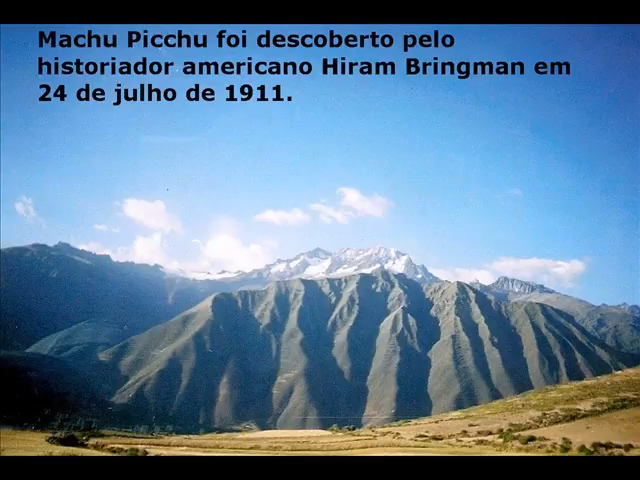 Machu Picchu foi descoberto pelo
historiador americano Hiram Bringman em
24 de julho de 1911.